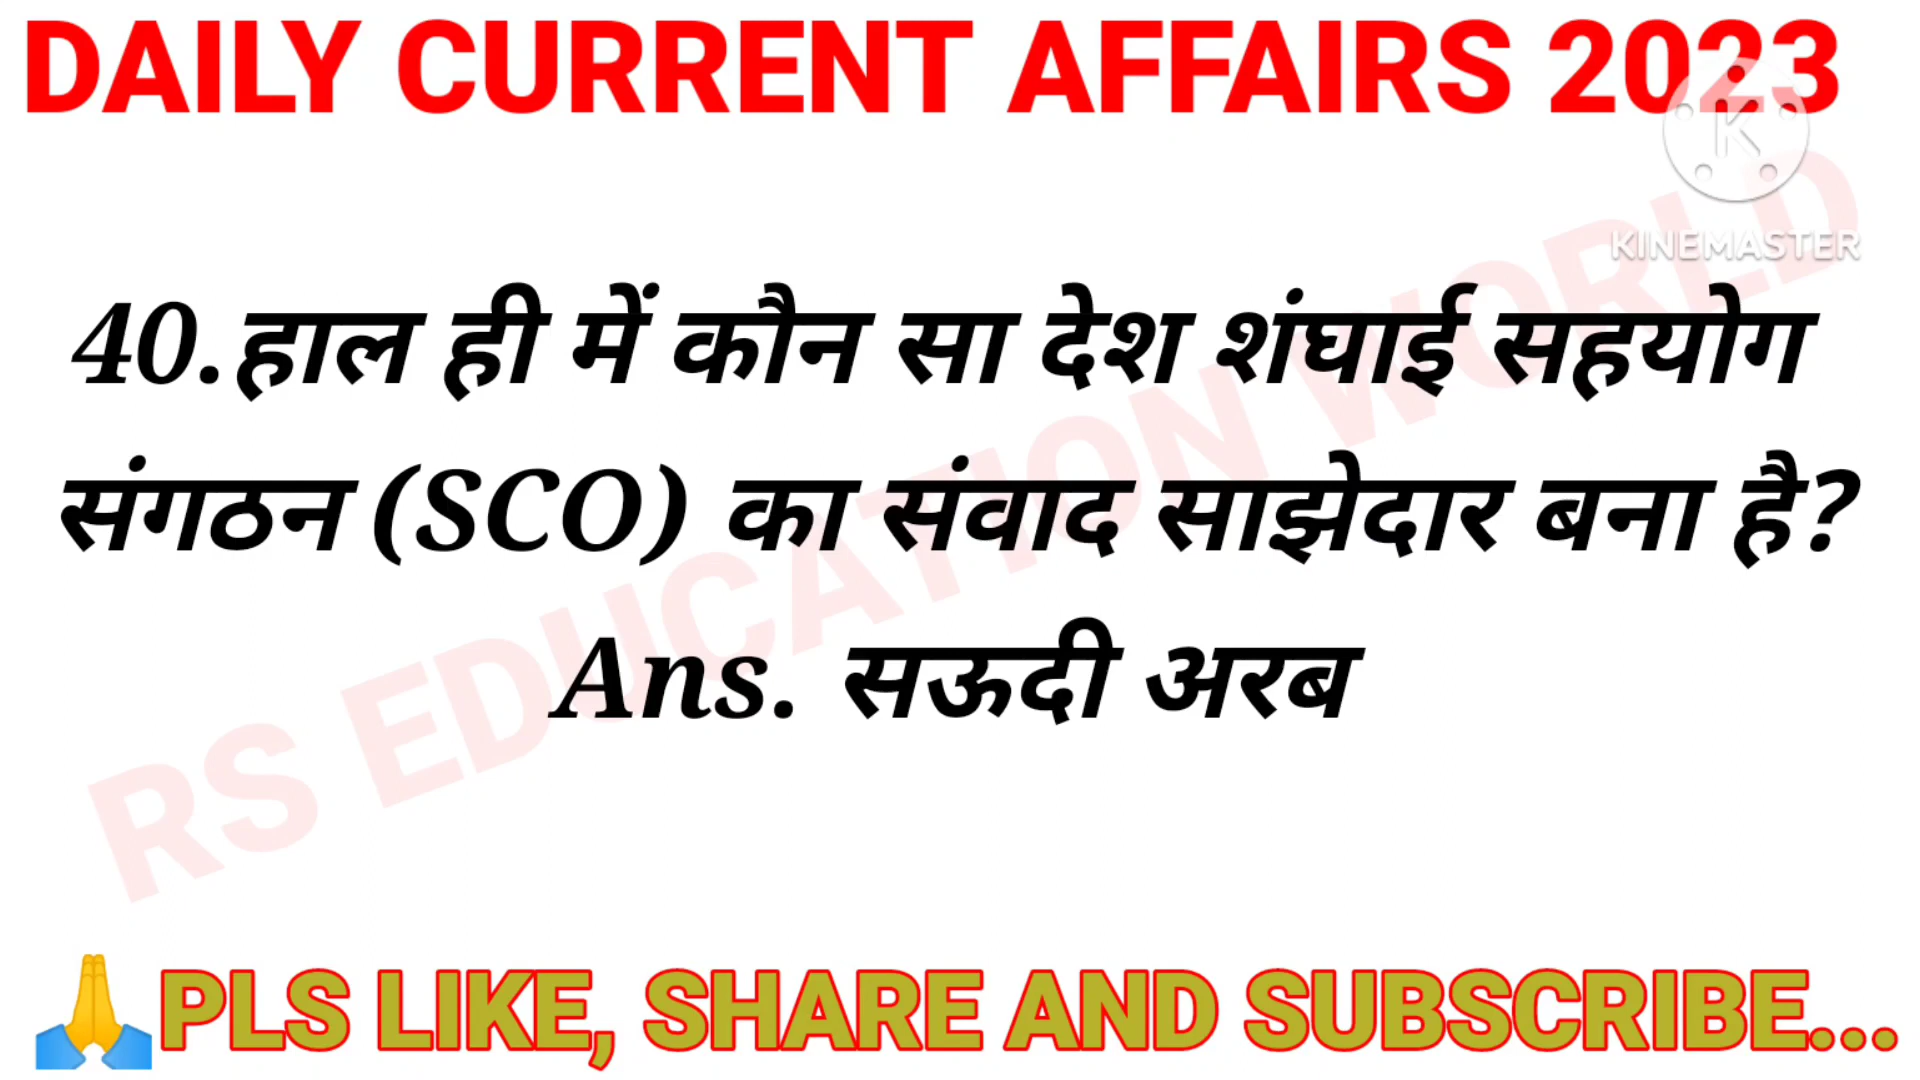 DAILY CURRENT AFFAIRS 2023
KINEMASTER
40.हाल ही में कौन सा देश शंघाई सहयोग
संगठन (SCO) का संवाद साझेदार बना है?
Ans. सऊदी अरब
RS EDUCATION WORLD
🙏PLS LIKE, SHARE AND SUBSCRIBE...